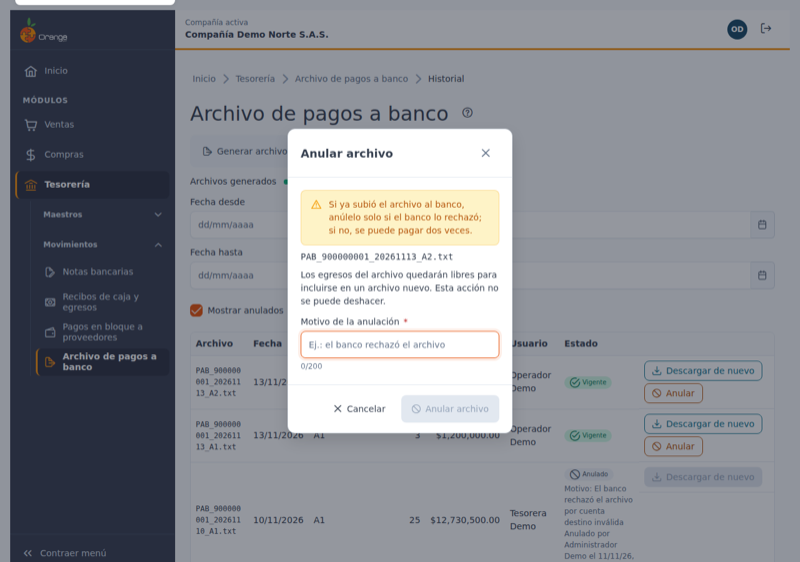 Compañía activa
Compañía Demo Norte S.A.S.
OD
Orange
Inicio
MÓDULOS
Ventas
Compras
Tesorería
Maestros
Movimientos
Notas bancarias
Recibos de caja y
egresos
Pagos en bloque a
proveedores
Archivo de pagos a
banco
Contraer menú
Inicio > Tesorería > Archivo de pagos a banco > Historial
Archivo de pagos a banco
Generar archivo
Archivos generados
Fecha desde
dd/mm/aaaa
Fecha hasta
dd/mm/aaaa
Mostrar anulados
Anular archivo
Si ya subió el archivo al banco,
anúlelo solo si el banco lo rechazó;
si no, se puede pagar dos veces.
PAB_900000001_20261113_A2.txt
Los egresos del archivo quedarán libres para
incluirse en un archivo nuevo. Esta acción no
se puede deshacer.
Motivo de la anulación *
Ej.: el banco rechazó el archivo
0/200
Cancelar
Anular archivo
Archivo Fecha Usuario Estado
PAB_900000
001_202611
13_A2.txt
13/11/2
Operador
Demo
Vigente
Descargar de nuevo
Anular
PAB_900000
001_202611
13_A1.txt
13/11/2026 A1 3 $1,200,000.00
Operador
Demo
Vigente
Descargar de nuevo
Anular
PAB_900000
001_202611
10_A1.txt
10/11/2026 A1 25 $12,730,500.00
Tesorera
Demo
Anulado
Motivo: El banco
rechazó el archivo
por cuenta
destino inválida
Anulado por
Administrador
Demo el 11/11/26,
Descargar de nuevo